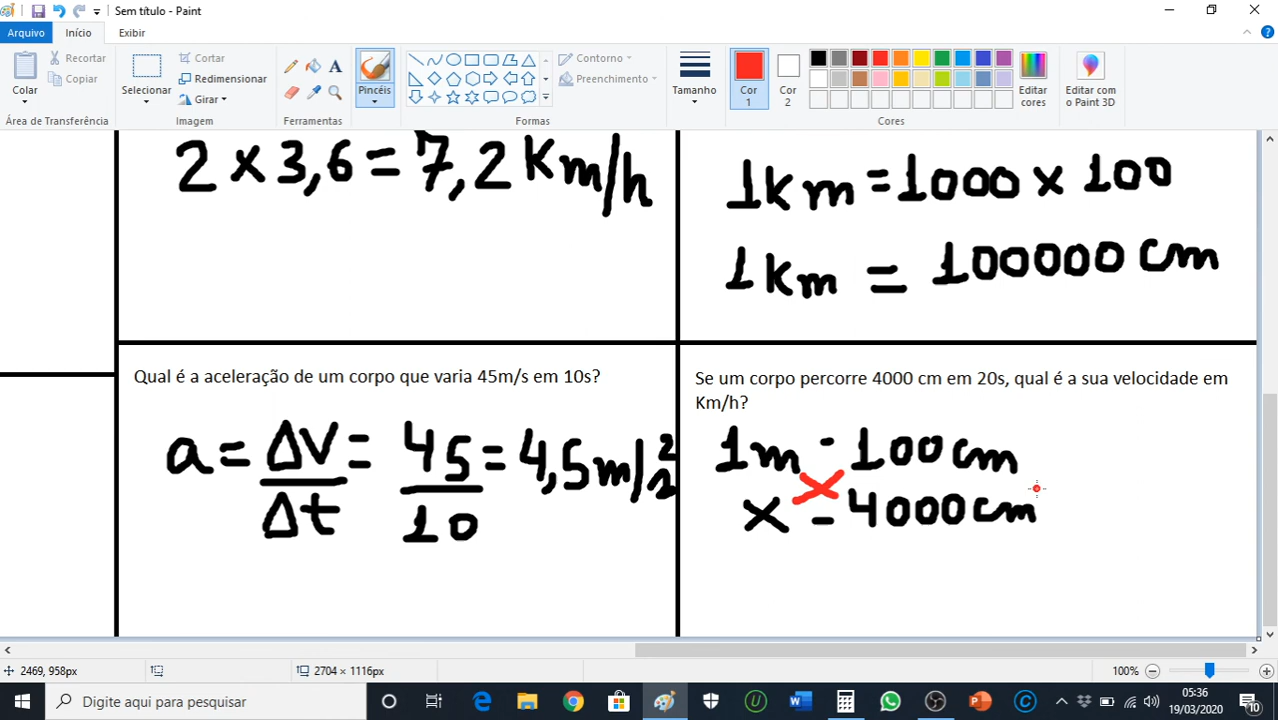 Sem título - Paint
Arquivo Início Exibir
Colar
Recortar
Copiar
Área de Transferência
Selecionar
Cortar
Redimensionar
Girar
Imagem
Ferramentas
Pincéis
Contorno
Preenchimento
Formas
Tamanho
Cor 1
Cor 2
Editar cores
Cores
Editar com o Paint 3D
2 x 3,6 = 7,2 Km/h
1km = 1000 x 100
1km = 100000 cm
Qual é a aceleração de um corpo que varia 45m/s em 10s?
a = ΔV = 45 = 4,5m/s²
Δt 10
Se um corpo percorre 4000 cm em 20s, qual é a sua velocidade em
Km/h?
1m - 100cm
x - 4000cm
2469, 958px
2704 × 1116px
100%
Digite aqui para pesquisar
05:36
19/03/2020
10